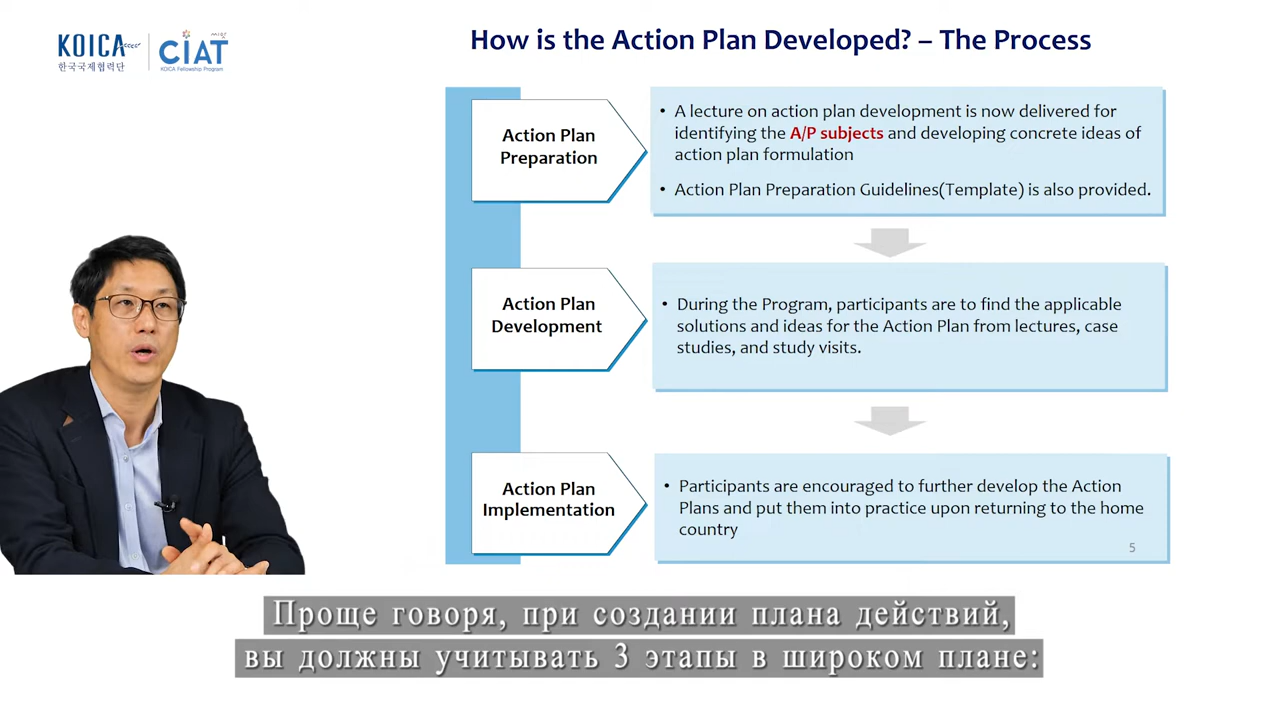 KOICA
한국국제협력단
CIAT
KOICA Fellowship Program
How is the Action Plan Developed? – The Process
Action Plan
Preparation
• A lecture on action plan development is now delivered for
identifying the A/P subjects and developing concrete ideas of
action plan formulation
• Action Plan Preparation Guidelines(Template) is also provided.
Action Plan
Development
• During the Program, participants are to find the applicable
solutions and ideas for the Action Plan from lectures, case
studies, and study visits.
Action Plan
Implementation
• Participants are encouraged to further develop the Action
Plans and put them into practice upon returning to the home
country
5
Проще говоря, при создании плана действий,
вы должны учитывать 3 этапы в широком плане: